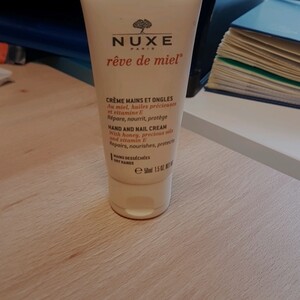 NUXE
PARIS
rêve de miel®
CRÈME MAINS ET ONGLES
Au miel, huiles précieuses
et vitamine E
Répare, nourrit, protège
HAND AND NAIL CREAM
With honey, precious oils
and vitamin E
Repairs, nourishes, protects
MAINS DESSÉCHÉES
DRY HANDS
50ml